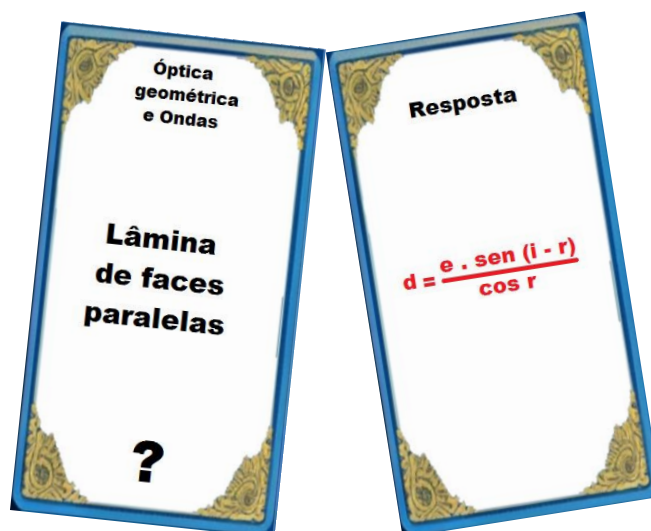 Óptica
geométrica
e Ondas
Lâmina
de faces
paralelas
?
Resposta
d = e . sen (i - r)
cos r